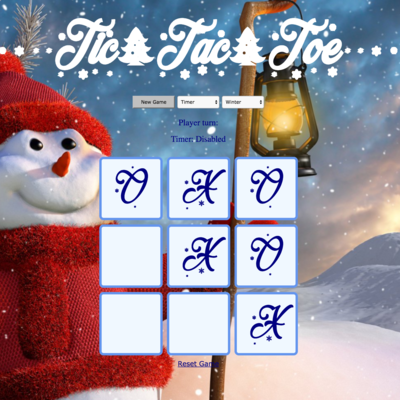 Tic Tac Toe
New Game Timer Winter
Player turn:
Timer: Disabled
O X O
X O
X
Reset Game